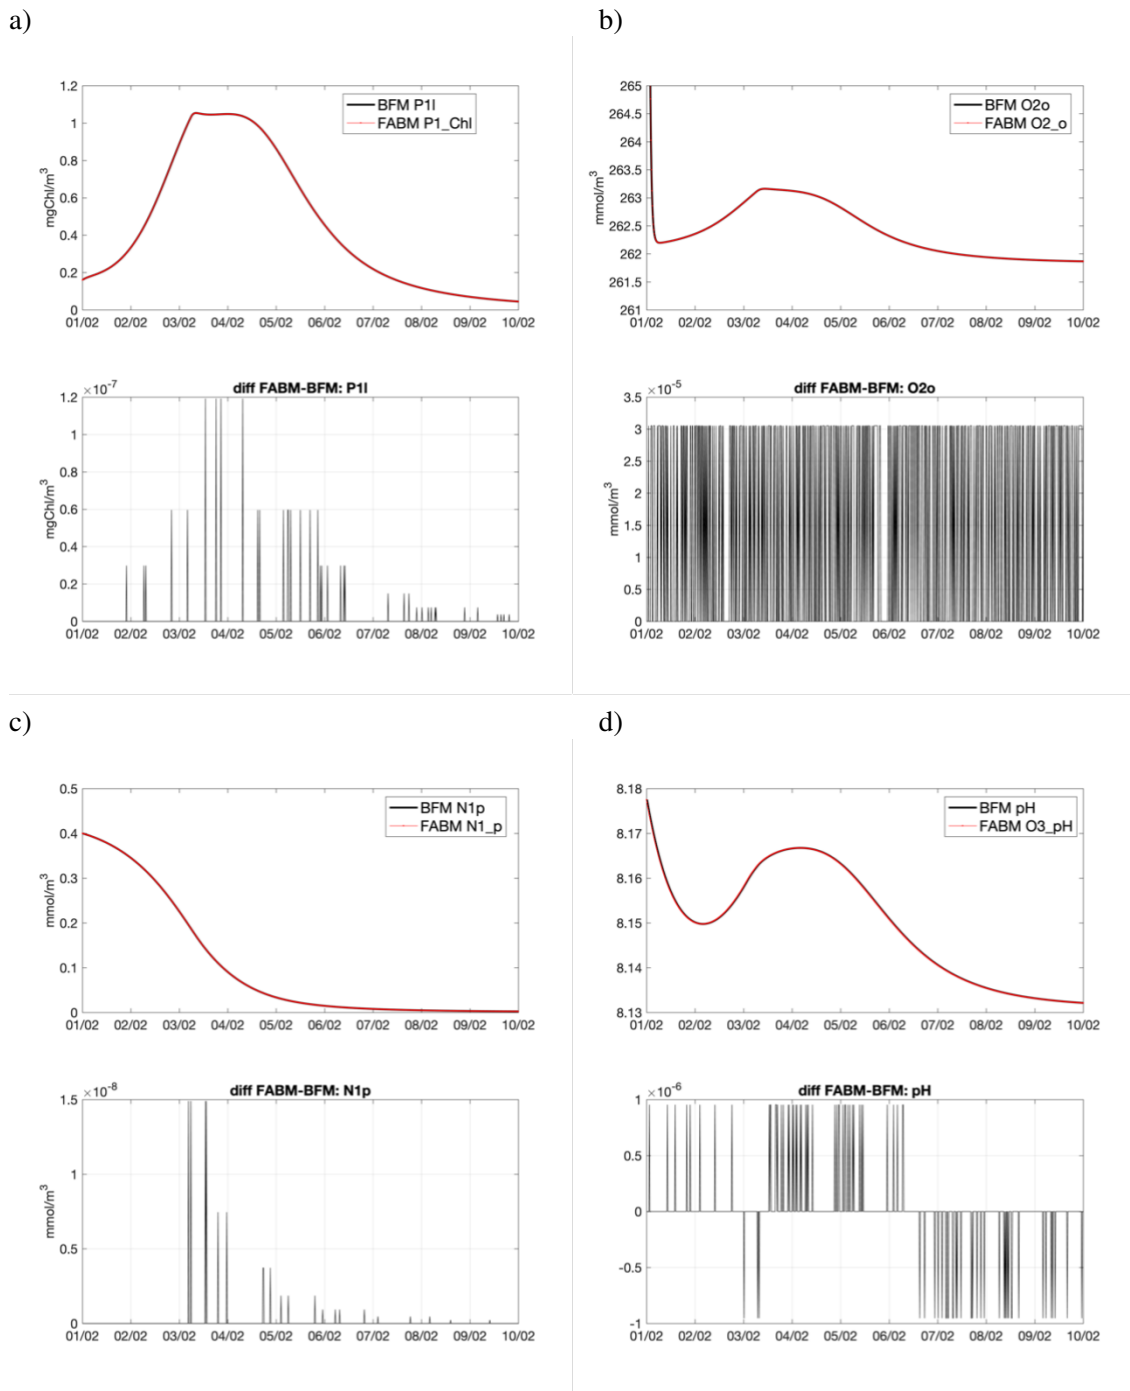 a)
1.2
1
0.8
0.6
0.4
0.2
0
mgChl/m³
BFM P1l
FABM P1_Chl
01/02 02/02 03/02 04/02 05/02 06/02 07/02 08/02 09/02 10/02
×10⁻⁷
diff FABM-BFM: P1l
1.2
1
0.8
0.6
0.4
0.2
0
mgChl/m³
01/02 02/02 03/02 04/02 05/02 06/02 07/02 08/02 09/02 10/02
b)
265
264.5
264
263.5
263
262.5
262
261.5
261
mmol/m³
BFM O2o
FABM O2_o
01/02 02/02 03/02 04/02 05/02 06/02 07/02 08/02 09/02 10/02
×10⁻⁵
diff FABM-BFM: O2o
3.5
3
2.5
2
1.5
1
0.5
0
mmol/m³
01/02 02/02 03/02 04/02 05/02 06/02 07/02 08/02 09/02 10/02
c)
0.5
0.4
0.3
0.2
0.1
0
mmol/m³
BFM N1p
FABM N1_p
01/02 02/02 03/02 04/02 05/02 06/02 07/02 08/02 09/02 10/02
×10⁻⁸
diff FABM-BFM: N1p
1.5
1
0.5
0
mmol/m³
01/02 02/02 03/02 04/02 05/02 06/02 07/02 08/02 09/02 10/02
d)
8.18
8.17
8.16
8.15
8.14
8.13
BFM pH
FABM O3_pH
01/02 02/02 03/02 04/02 05/02 06/02 07/02 08/02 09/02 10/02
×10⁻⁶
diff FABM-BFM: pH
1
0.5
0
-0.5
-1
01/02 02/02 03/02 04/02 05/02 06/02 07/02 08/02 09/02 10/02